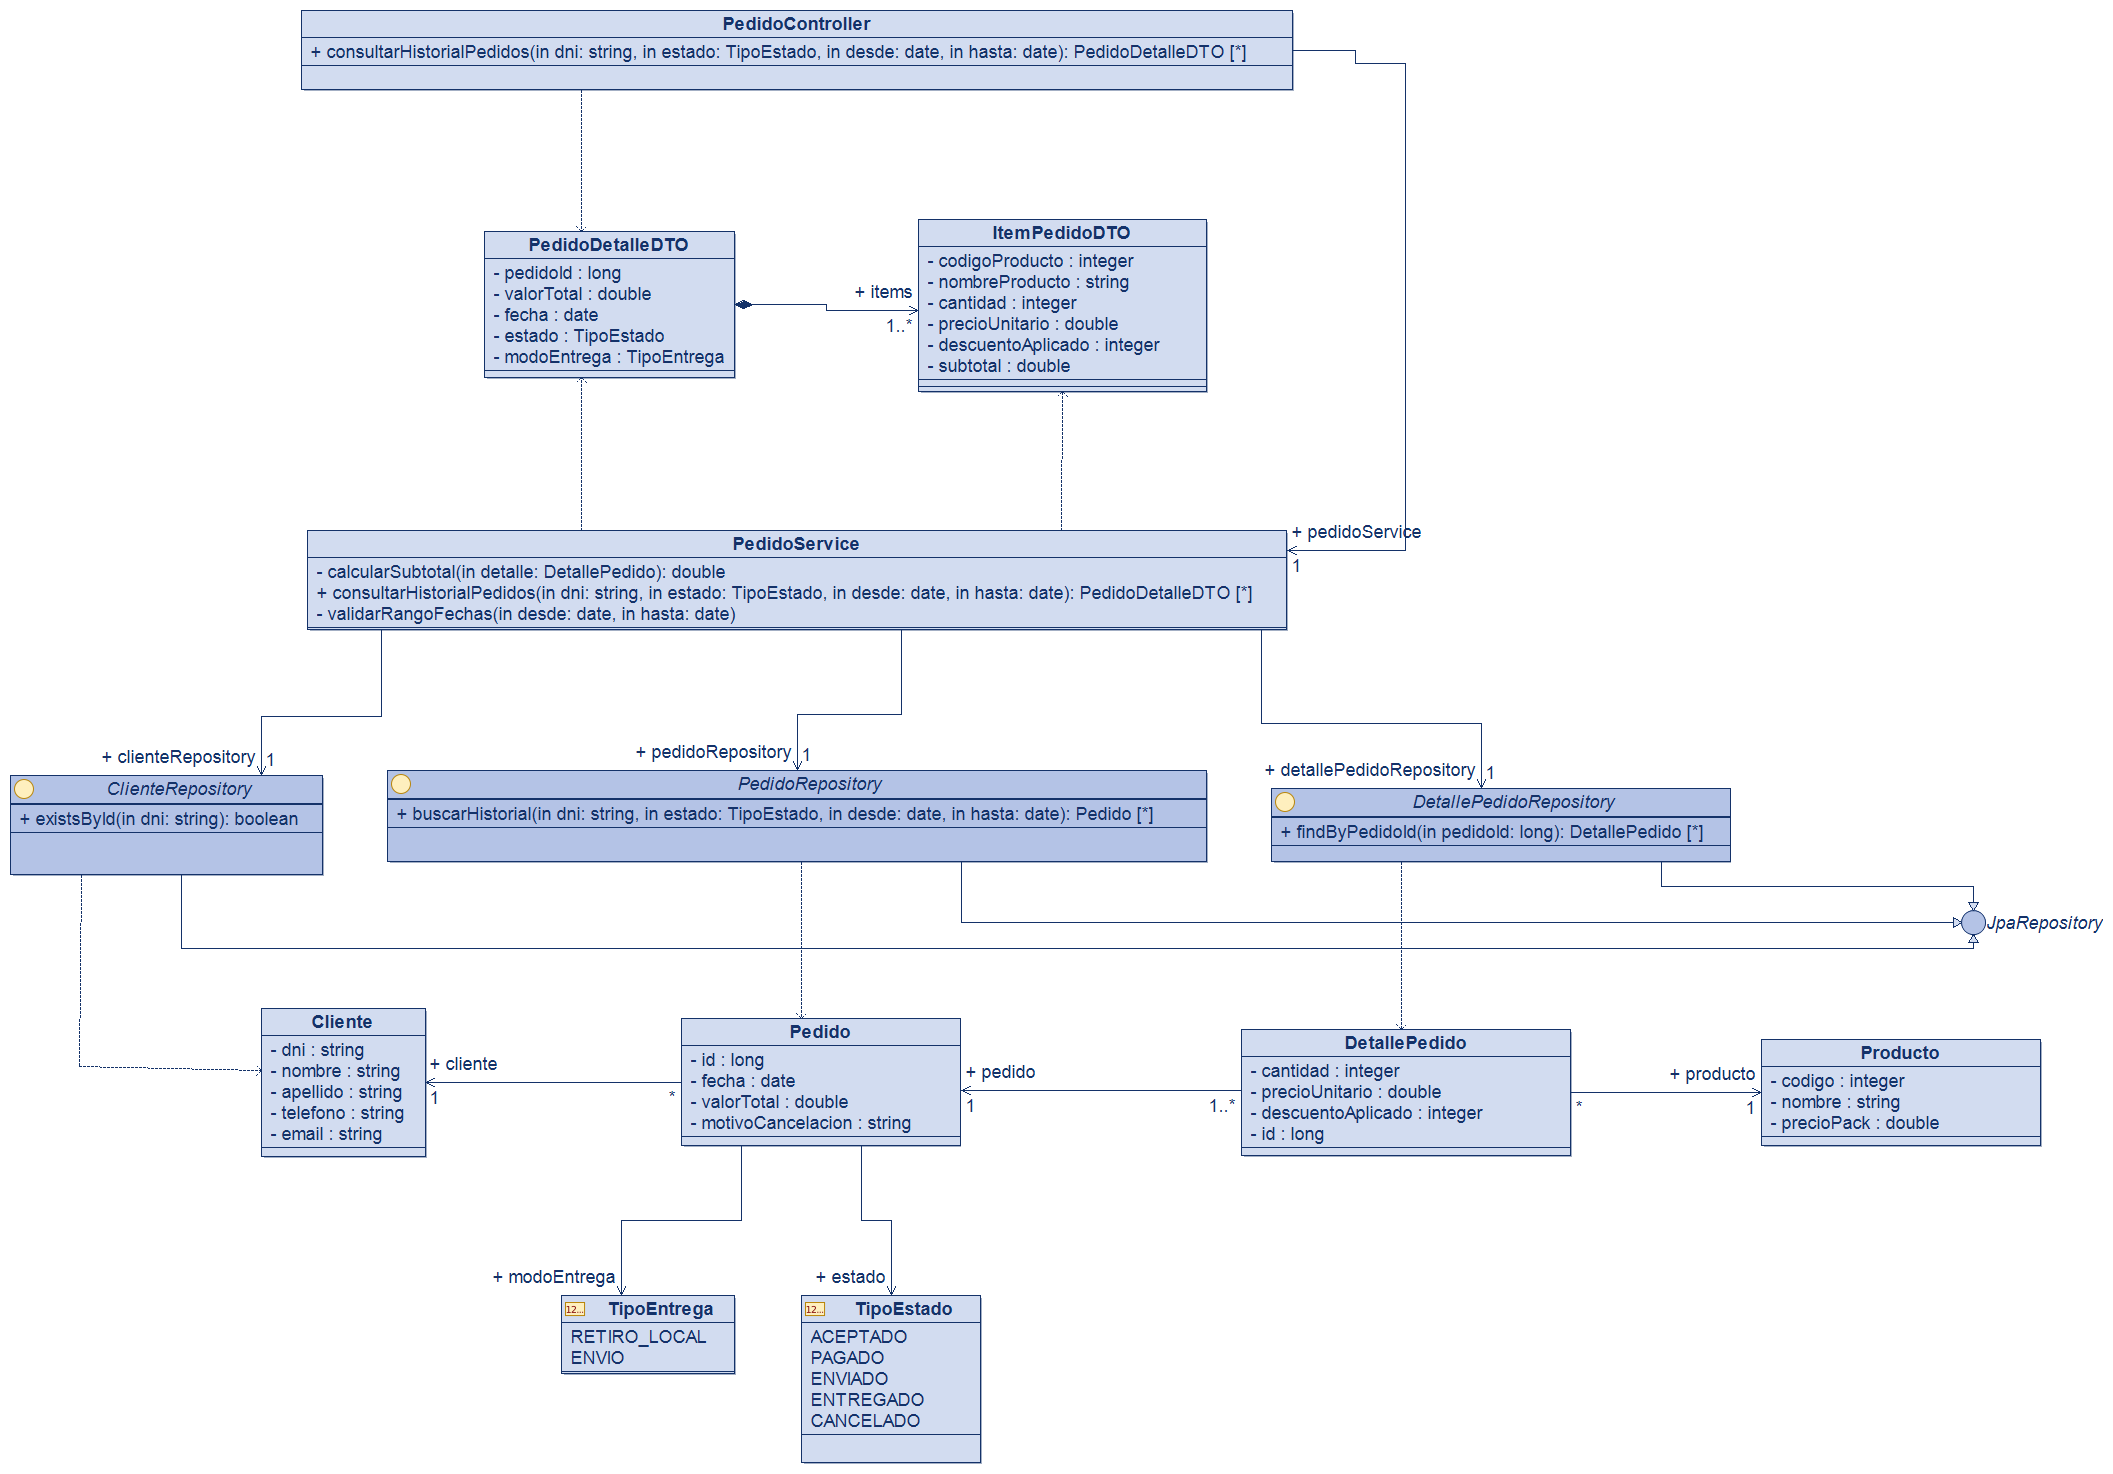 PedidoController
+ consultarHistorialPedidos(in dni: string, in estado: TipoEstado, in desde: date, in hasta: date): PedidoDetalleDTO [*]
PedidoDetalleDTO
- pedidoId : long
- valorTotal : double
- fecha : date
- estado : TipoEstado
- modoEntrega : TipoEntrega
+ items
1..*
ItemPedidoDTO
- codigoProducto : integer
- nombreProducto : string
- cantidad : integer
- precioUnitario : double
- descuentoAplicado : integer
- subtotal : double
+ pedidoService
1
PedidoService
- calcularSubtotal(in detalle: DetallePedido): double
+ consultarHistorialPedidos(in dni: string, in estado: TipoEstado, in desde: date, in hasta: date): PedidoDetalleDTO [*]
- validarRangoFechas(in desde: date, in hasta: date)
+ clienteRepository
1
+ pedidoRepository
1
+ detallePedidoRepository
1
ClienteRepository
+ existsById(in dni: string): boolean
PedidoRepository
+ buscarHistorial(in dni: string, in estado: TipoEstado, in desde: date, in hasta: date): Pedido [*]
DetallePedidoRepository
+ findByPedidoId(in pedidoId: long): DetallePedido [*]
JpaRepository
Cliente
- dni : string
- nombre : string
- apellido : string
- telefono : string
- email : string
+ cliente
1
*
Pedido
- id : long
- fecha : date
- valorTotal : double
- motivoCancelacion : string
+ pedido
1
1..*
DetallePedido
- cantidad : integer
- precioUnitario : double
- descuentoAplicado : integer
- id : long
+ producto
*
1
Producto
- codigo : integer
- nombre : string
- precioPack : double
+ modoEntrega
+ estado
12...
TipoEntrega
RETIRO_LOCAL
ENVIO
12...
TipoEstado
ACEPTADO
PAGADO
ENVIADO
ENTREGADO
CANCELADO